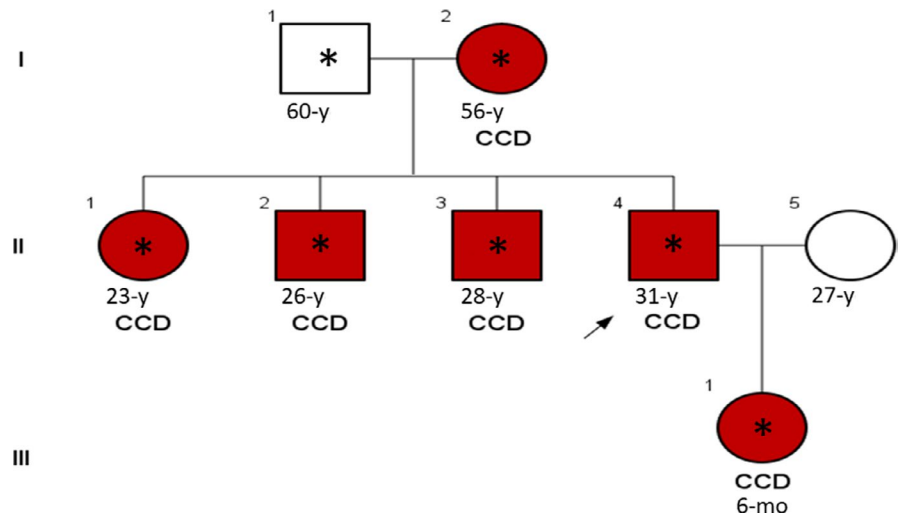 1 2
I * *
60-y 56-y
CCD
1 2 3 4 5
II * * * *
23-y 26-y 28-y 31-y 27-y
CCD CCD CCD CCD
1
*
III
CCD
6-mo